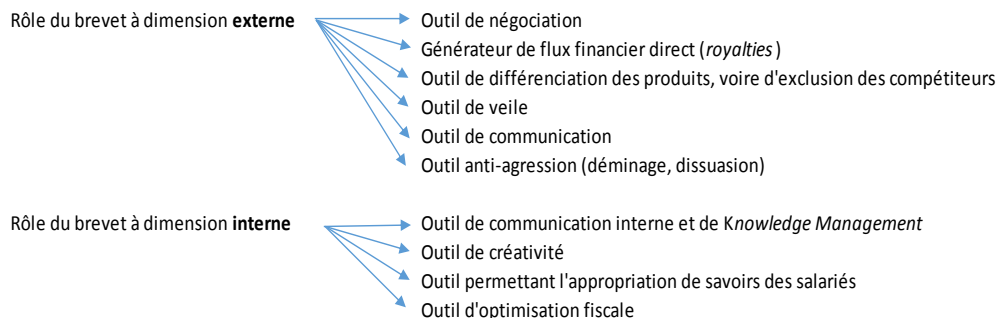 Rôle du brevet à dimension externe
Outil de négociation
Générateur de flux financier direct (royalties)
Outil de différenciation des produits, voire d'exclusion des compétiteurs
Outil de veile
Outil de communication
Outil anti-agression (déminage, dissuasion)
Rôle du brevet à dimension interne
Outil de communication interne et de Knowledge Management
Outil de créativité
Outil permettant l'appropriation de savoirs des salariés
Outil d'optimisation fiscale